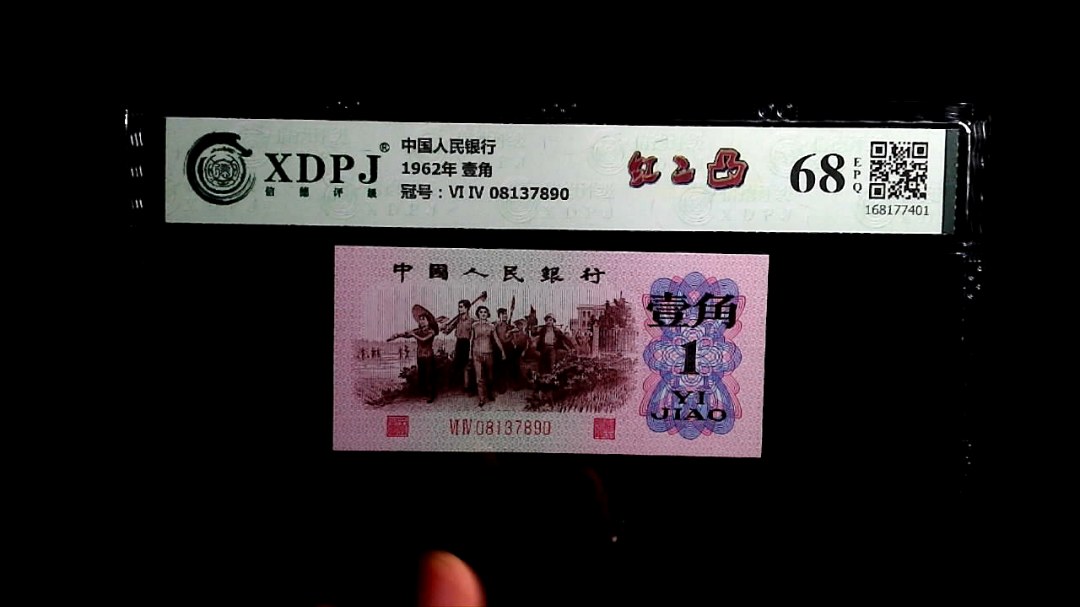 XDPJ®
信德评级
中国人民银行
1962年 壹角
冠号：VI IV 08137890
红二凸
68
EPQ
168177401
中國人民銀行
壹角
1
YI
JIAO
VI IV 08137890